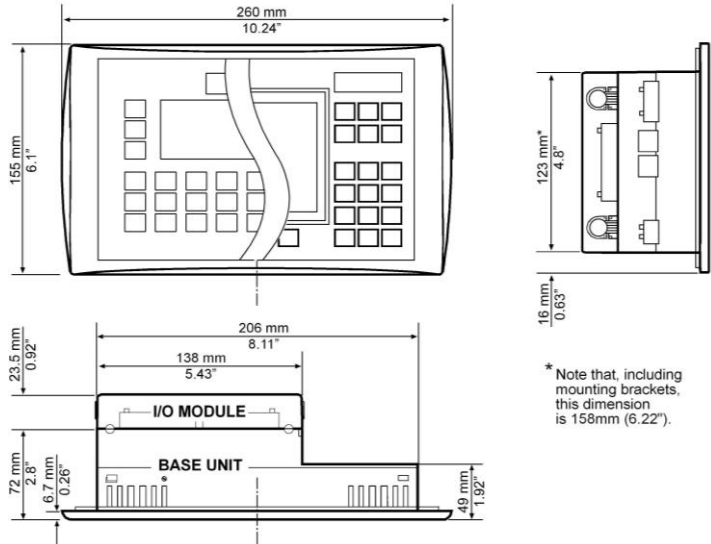 260 mm
10.24"
155 mm
6.1"
123 mm*
4.8"
16 mm
0.63"
206 mm
8.11"
138 mm
5.43"
23.5 mm
0.92"
I/O MODULE
BASE UNIT
72 mm
2.8"
6.7 mm
0.26"
49 mm
1.92"
* Note that, including
mounting brackets,
this dimension
is 158mm (6.22").